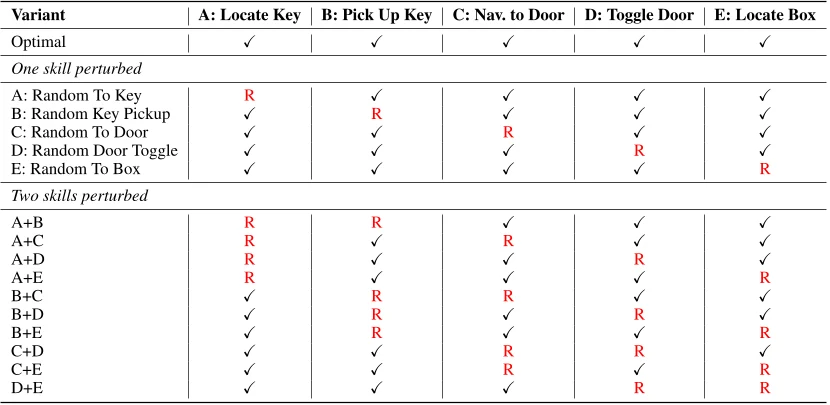 Variant A: Locate Key B: Pick Up Key C: Nav. to Door D: Toggle Door E: Locate Box
Optimal ✓ ✓ ✓ ✓ ✓
One skill perturbed
A: Random To Key R ✓ ✓ ✓ ✓
B: Random Key Pickup ✓ R ✓ ✓ ✓
C: Random To Door ✓ ✓ R ✓ ✓
D: Random Door Toggle ✓ ✓ ✓ R ✓
E: Random To Box ✓ ✓ ✓ ✓ R
Two skills perturbed
A+B R R ✓ ✓ ✓
A+C R ✓ R ✓ ✓
A+D R ✓ ✓ R ✓
A+E R ✓ ✓ ✓ R
B+C ✓ R R ✓ ✓
B+D ✓ R ✓ R ✓
B+E ✓ R ✓ ✓ R
C+D ✓ ✓ R R ✓
C+E ✓ ✓ R ✓ R
D+E ✓ ✓ ✓ R R